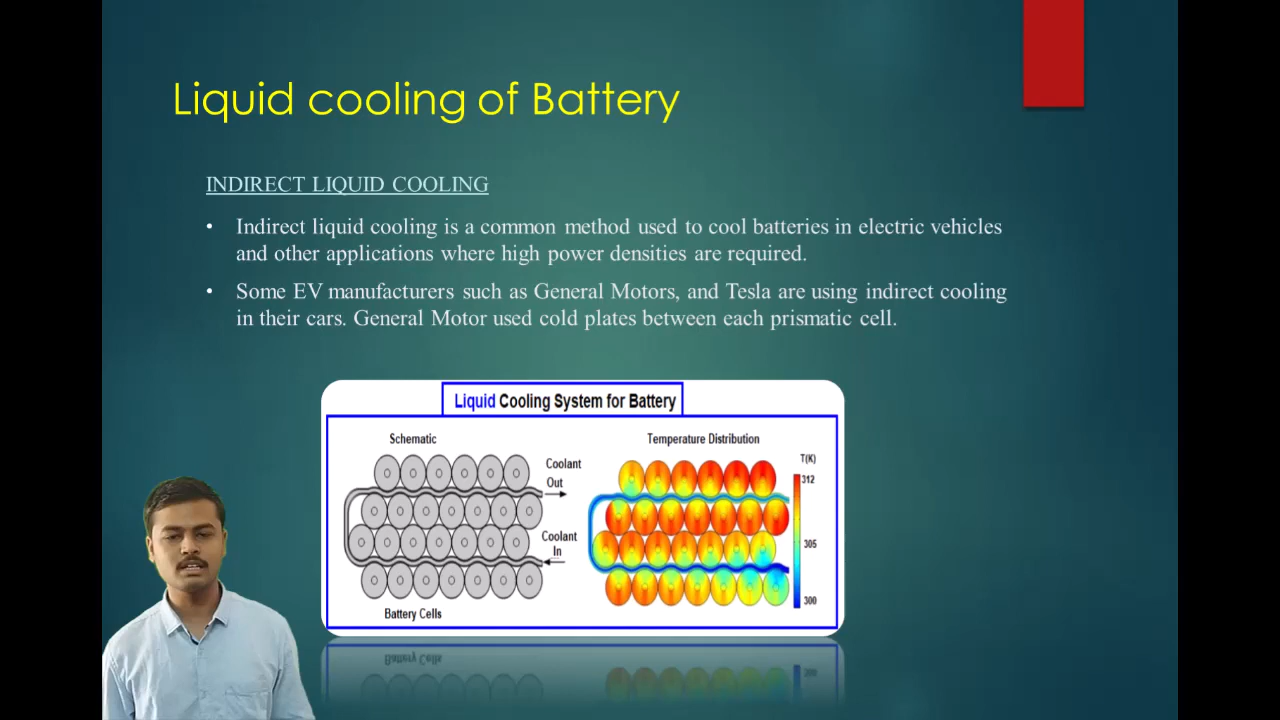 Liquid cooling of Battery
INDIRECT LIQUID COOLING
• Indirect liquid cooling is a common method used to cool batteries in electric vehicles
and other applications where high power densities are required.
• Some EV manufacturers such as General Motors, and Tesla are using indirect cooling
in their cars. General Motor used cold plates between each prismatic cell.
Liquid Cooling System for Battery
Schematic
Coolant
Out
Coolant
In
Battery Cells
Temperature Distribution
T(K)
312
305
300